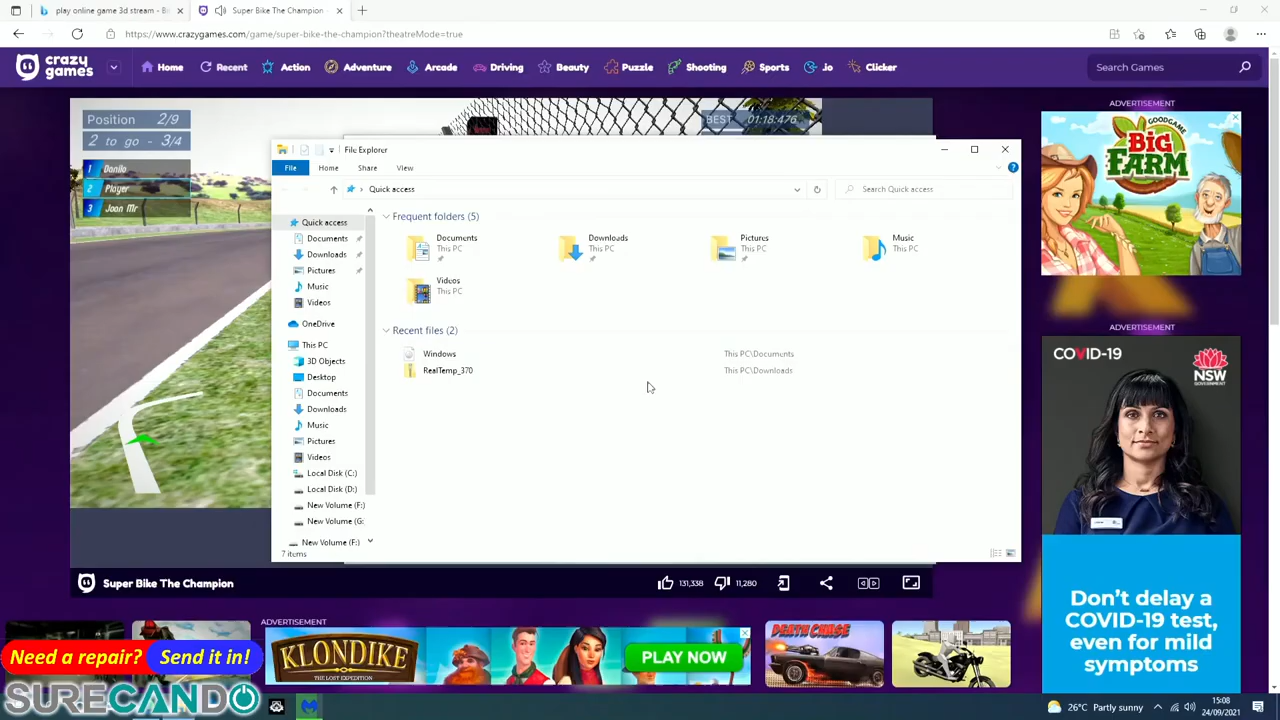 play online game 3d stream - Bi
Super Bike The Champion
https://www.crazygames.com/game/super-bike-the-champion?theatreMode=true
crazy games
Home
Recent
Action
Adventure
Arcade
Driving
Beauty
Puzzle
Shooting
Sports
.io
Clicker
Search Games
Position 2/9
2 to go - 3/4
1 Danilo
2 Player
3 Joan Mr
BEST 01:18:476
File Explorer
File
Home
Share
View
Quick access
Search Quick access
Quick access
Documents
Downloads
Pictures
Music
Videos
OneDrive
This PC
3D Objects
Desktop
Documents
Downloads
Music
Pictures
Videos
Local Disk (C:)
Local Disk (D:)
New Volume (F:)
New Volume (G:
New Volume (F:)
Frequent folders (5)
Documents
This PC
Downloads
This PC
Pictures
This PC
Music
This PC
Videos
This PC
Recent files (2)
Windows
This PC\Documents
RealTemp_370
This PC\Downloads
7 items
Super Bike The Champion
131,338
11,280
ADVERTISEMENT
GOODGAME
BIG
FARM
ADVERTISEMENT
COVID-19
NSW
GOVERNMENT
Don't delay a
COVID-19 test,
even for mild
symptoms
ADVERTISEMENT
KLONDIKE
THE LOST EXPEDITION
PLAY NOW
DEATH CHASE
Need a repair?
Send it in!
SURECANDO
26°C Partly sunny
15:08
24/09/2021